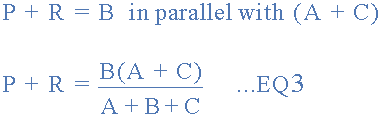 P + R = B in parallel with (A + C)
P + R = B(A + C) / A + B + C ...EQ3